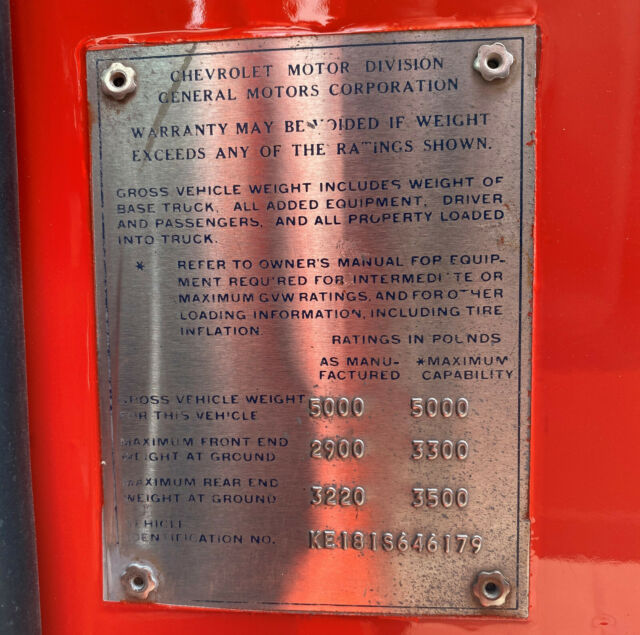 CHEVROLET MOTOR DIVISION
GENERAL MOTORS CORPORATION
WARRANTY MAY BE VOIDED IF WEIGHT
EXCEEDS ANY OF THE RATINGS SHOWN.
GROSS VEHICLE WEIGHT INCLUDES WEIGHT OF
BASE TRUCK, ALL ADDED EQUIPMENT, DRIVER
AND PASSENGERS, AND ALL PROPERTY LOADED
INTO TRUCK.
* REFER TO OWNER'S MANUAL FOR EQUIP-
MENT REQUIRED FOR INTERMEDIATE OR
MAXIMUM GVW RATINGS, AND FOR OTHER
LOADING INFORMATION, INCLUDING TIRE
INFLATION.
RATINGS IN POUNDS
AS MANU- *MAXIMUM
FACTURED CAPABILITY
GROSS VEHICLE WEIGHT 5000 5000
FOR THIS VEHICLE
MAXIMUM FRONT END 2900 3300
WEIGHT AT GROUND
MAXIMUM REAR END 3220 3500
WEIGHT AT GROUND
VEHICLE
IDENTIFICATION NO. KE181S646179